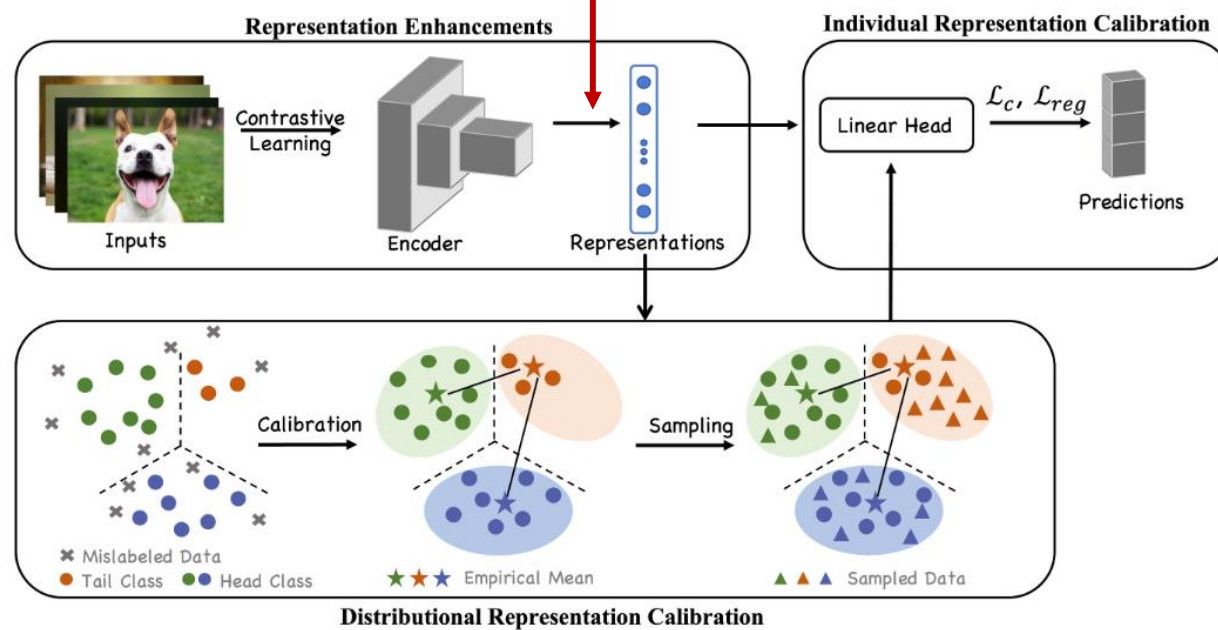 Representation Enhancements
Individual Representation Calibration
Contrastive
Learning
Linear Head
ℒc, ℒreg
Inputs
Encoder
Representations
Predictions
Calibration
Sampling
Mislabeled Data
Tail Class
Head Class
Empirical Mean
Sampled Data
Distributional Representation Calibration